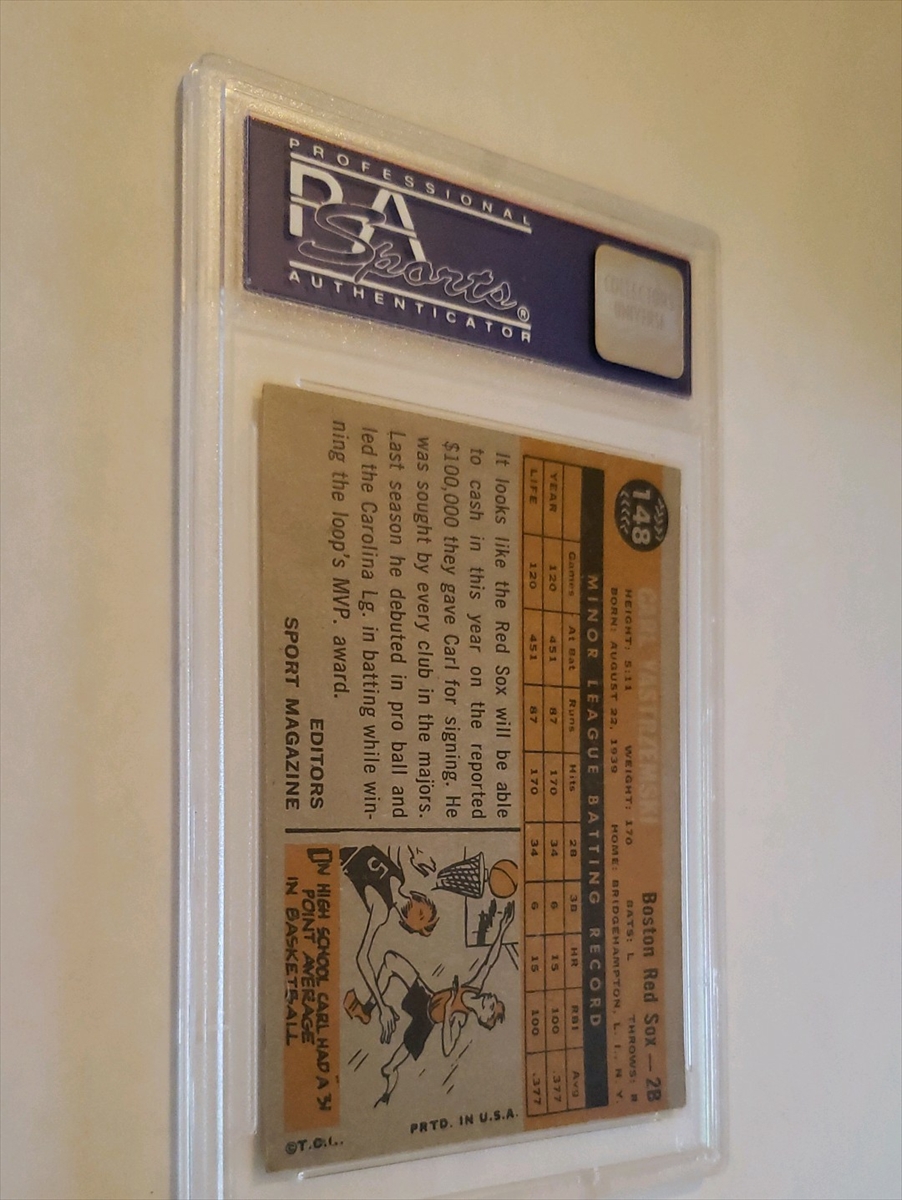 PROFESSIONAL
PSA
Sports®
AUTHENTICATOR
148
CARL YASTRZEMSKI
Boston Red Sox — 2B
HEIGHT: 5:11 WEIGHT: 170 BATS: L THROWS: R
BORN: AUGUST 22, 1939 HOME: BRIDGEHAMPTON, L. I., N. Y.
MINOR LEAGUE BATTING RECORD
Games At Bat Runs Hits 2B 3B HR RBI Avg
YEAR 120 451 87 170 34 6 15 100 .377
LIFE 120 451 87 170 34 6 15 100 .377
It looks like the Red Sox will be able
to cash in this year on the reported
$100,000 they gave Carl for signing. He
was sought by every club in the majors.
Last season he debuted in pro ball and
led the Carolina Lg. in batting while win-
ning the loop's MVP. award.
EDITORS
SPORT MAGAZINE
5
IN HIGH SCHOOL CARL HAD A
POINT AVERAGE
IN BASKETBALL
PRTD. IN U.S.A.
©T.C.G.